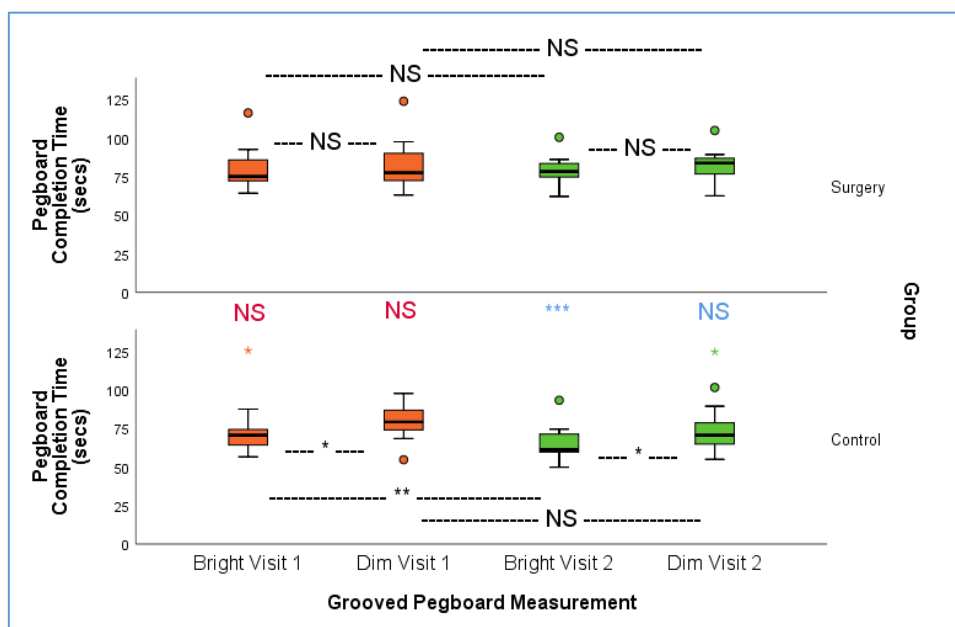 NS
NS
125
100
75
50
25
0
Pegboard
Completion Time
(secs)
NS
NS
Surgery
NS
NS
***
NS
Group
125
100
75
50
25
0
Pegboard
Completion Time
(secs)
*
*
*
*
**
NS
Control
Bright Visit 1
Dim Visit 1
Bright Visit 2
Dim Visit 2
Grooved Pegboard Measurement